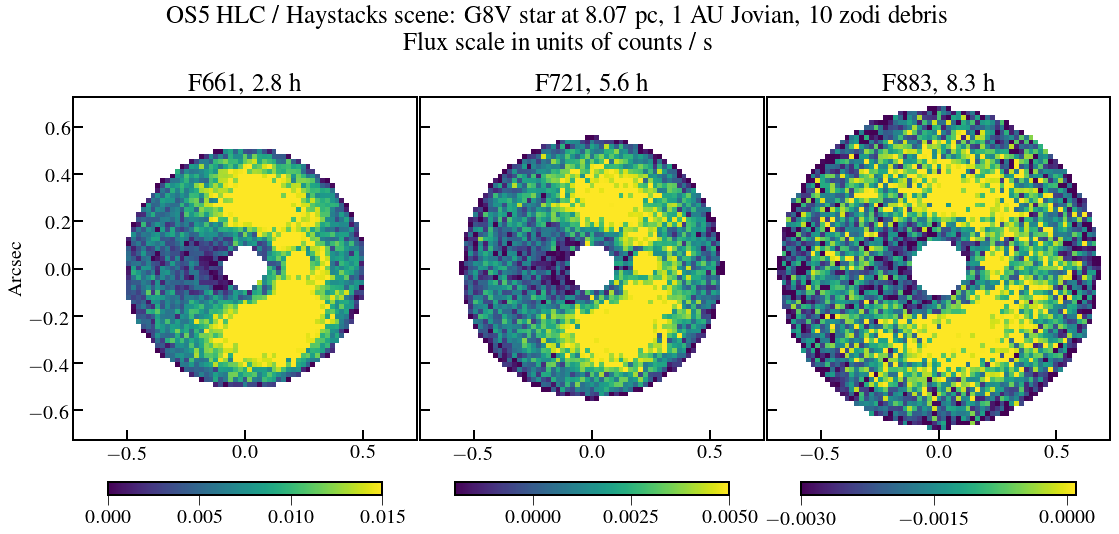 OS5 HLC / Haystacks scene: G8V star at 8.07 pc, 1 AU Jovian, 10 zodi debris
Flux scale in units of counts / s
F661, 2.8 h F721, 5.6 h F883, 8.3 h
Arcsec
0.6
0.4
0.2
0.0
−0.2
−0.4
−0.6
−0.5 0.0 0.5 −0.5 0.0 0.5 −0.5 0.0 0.5
0.000 0.005 0.010 0.015 0.0000 0.0025 0.0050 −0.0030 −0.0015 0.0000